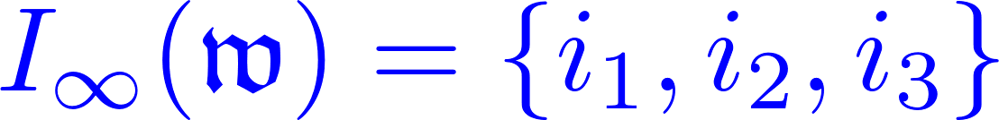 I_∞(𝔴) = {i_1, i_2, i_3}